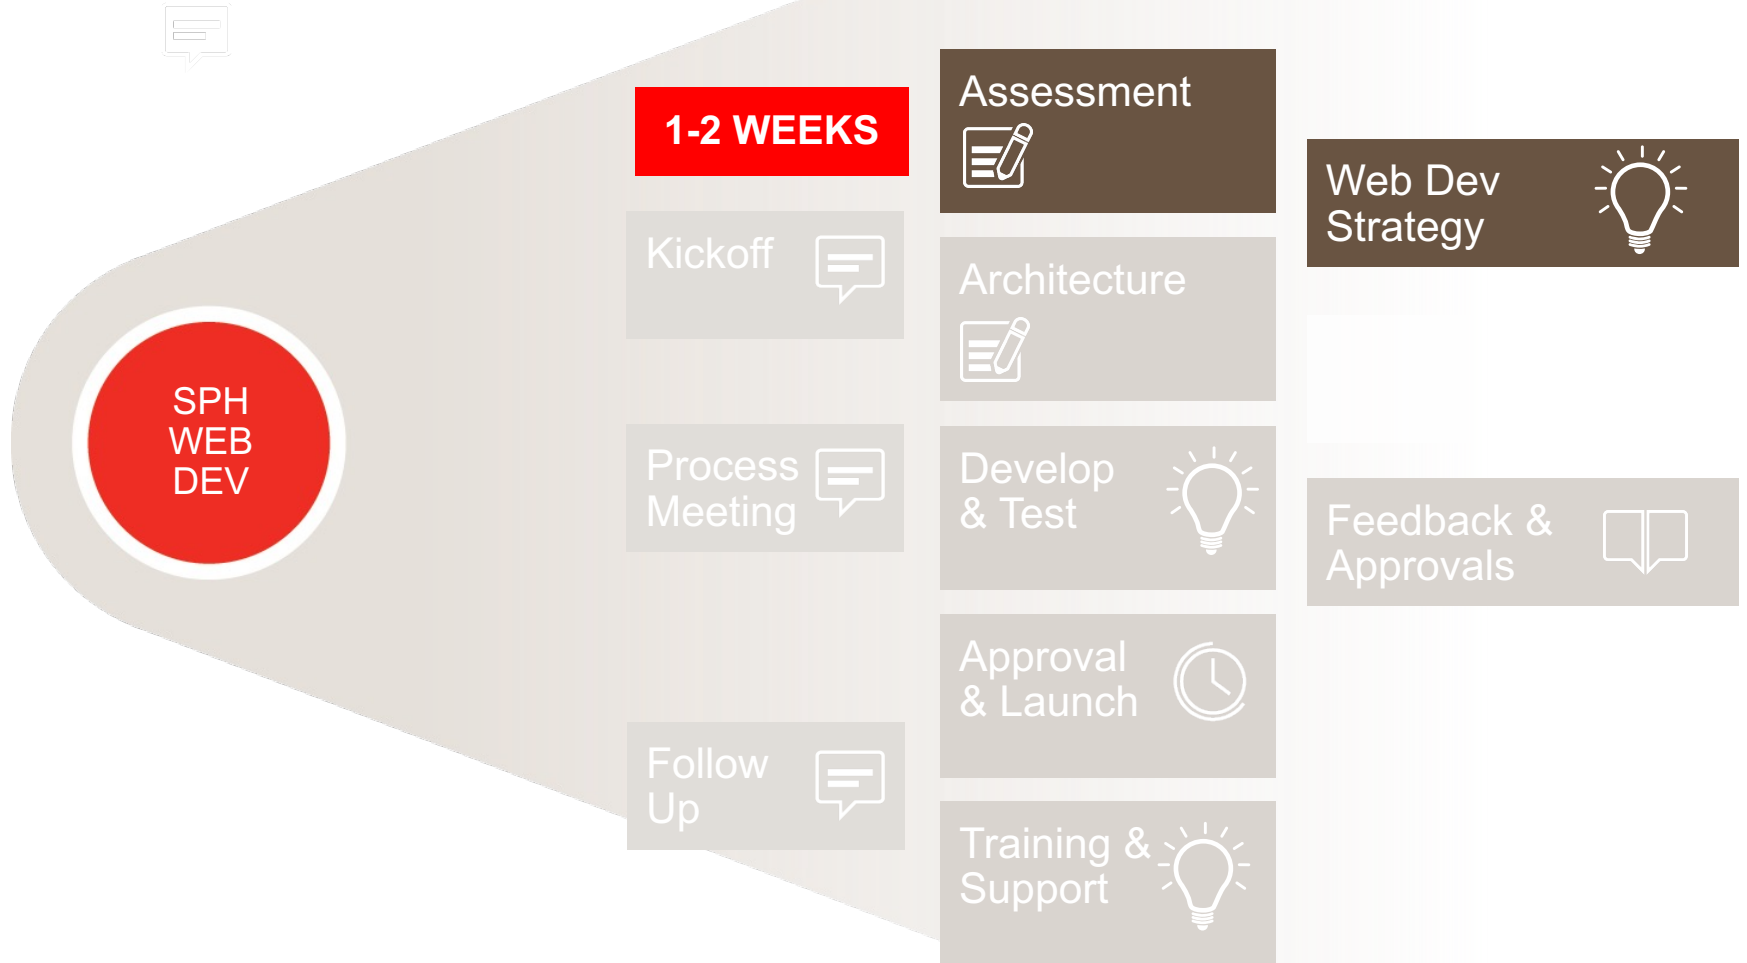 SPH
WEB
DEV
1-2 WEEKS
Kickoff
Process
Meeting
Follow
Up
Assessment
Architecture
Develop
& Test
Approval
& Launch
Training &
Support
Web Dev
Strategy
Feedback &
Approvals